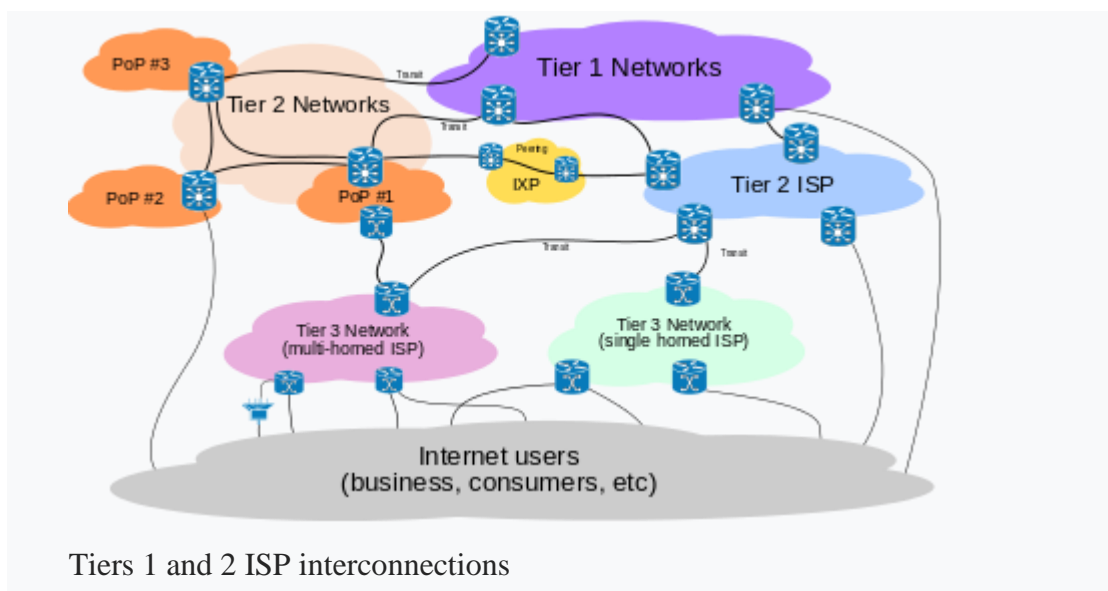 PoP #3
Tier 1 Networks
Transit
Tier 2 Networks
Transit
Peering
IXP
Tier 2 ISP
PoP #2
PoP #1
Transit
Transit
Tier 3 Network
(multi-homed ISP)
Tier 3 Network
(single homed ISP)
Internet users
(business, consumers, etc)
Tiers 1 and 2 ISP interconnections